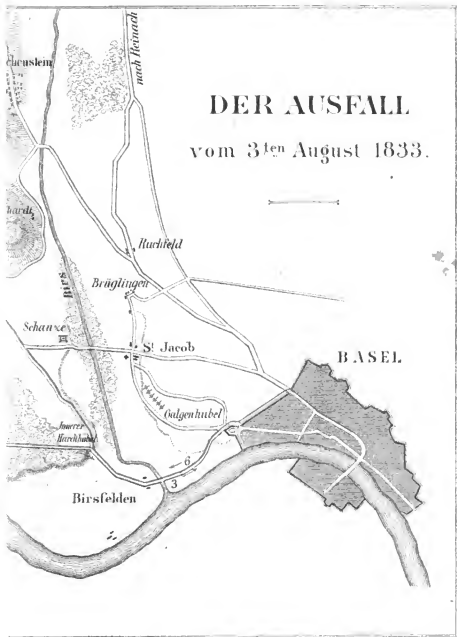 DER AUSFALL
vom 3ten August 1833.
nach Reinach
Ruchfeld
Brüglingen
Birs
Schanze
St. Jacob
BASEL
Galgenhubel
6
3
Birsfelden